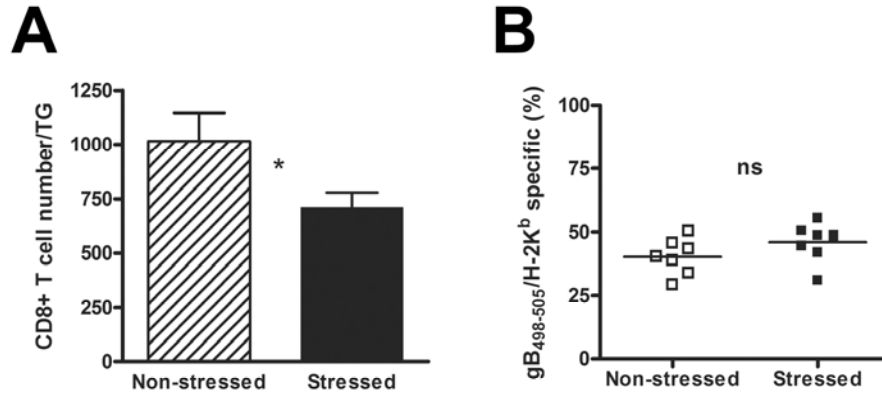 A
CD8+ T cell number/TG
1250
1000
750
500
250
0
*
Non-stressed
Stressed
B
gB498-505/H-2Kb specific (%)
100
75
50
25
0
ns
Non-stressed
Stressed